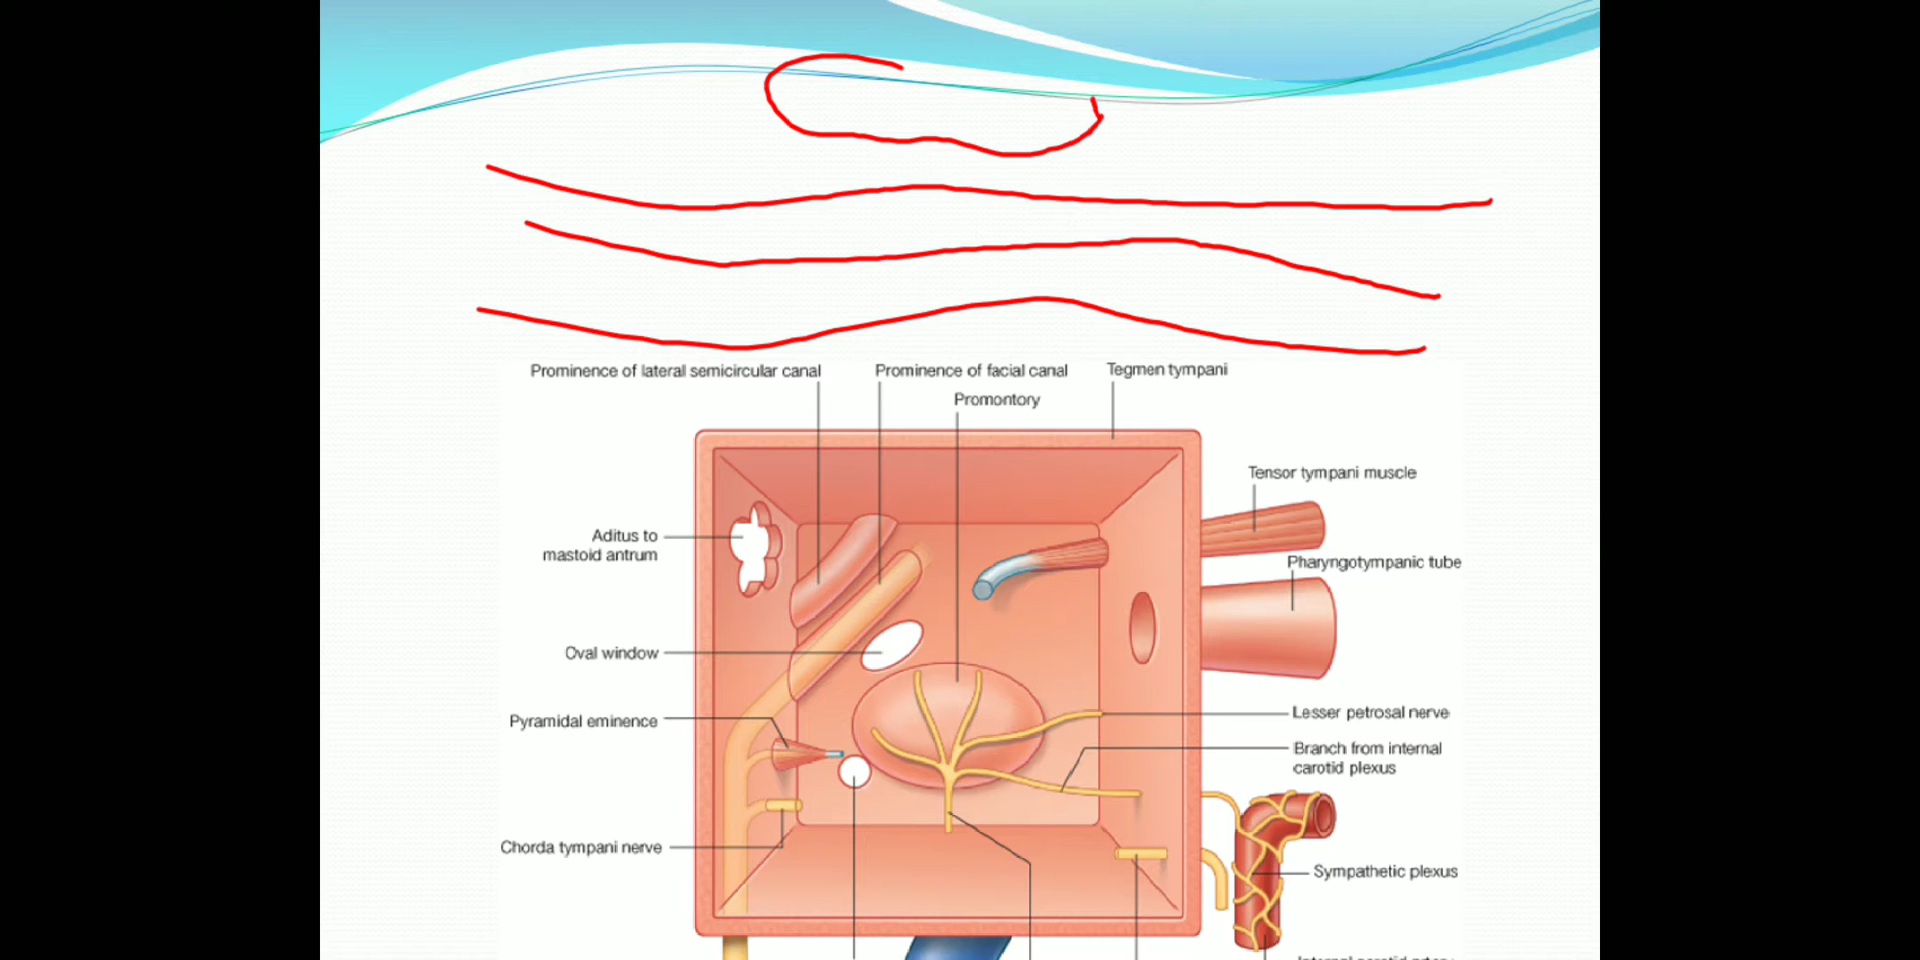 Prominence of lateral semicircular canal
Prominence of facial canal
Tegmen tympani
Promontory
Tensor tympani muscle
Aditus to
mastoid antrum
Pharyngotympanic tube
Oval window
Pyramidal eminence
Lesser petrosal nerve
Branch from internal
carotid plexus
Chorda tympani nerve
Sympathetic plexus